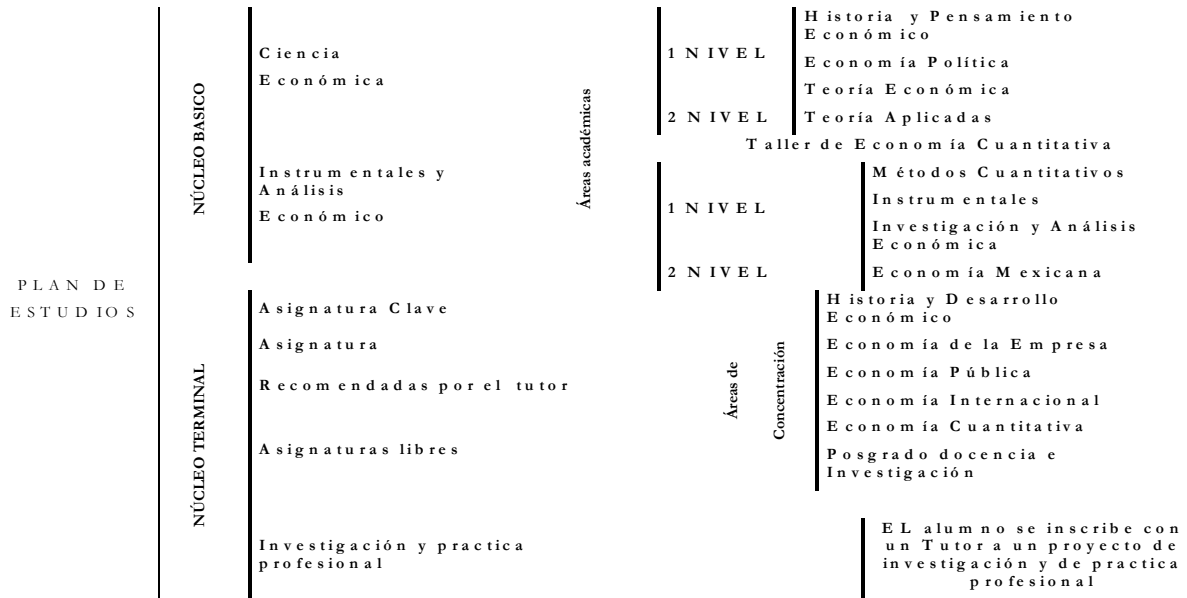 PLAN DE
ESTUDIOS
NÚCLEO BASICO
Ciencia
Económica
Instrumentales y
Análisis
Económico
Áreas académicas
1 NIVEL
Historia y Pensamiento
Económico
Economía Política
Teoría Económica
2 NIVEL
Teoría Aplicadas
Taller de Economía Cuantitativa
1 NIVEL
Métodos Cuantitativos
Instrumentales
Investigación y Análisis
Económica
2 NIVEL
Economía Mexicana
NÚCLEO TERMINAL
Asignatura Clave
Asignatura
Recomendadas por el tutor
Asignaturas libres
Investigación y practica
profesional
Áreas de
Concentración
Historia y Desarrollo
Económico
Economía de la Empresa
Economía Pública
Economía Internacional
Economía Cuantitativa
Posgrado docencia e
Investigación
EL alumno se inscribe con
un Tutor a un proyecto de
investigación y de practica
profesional